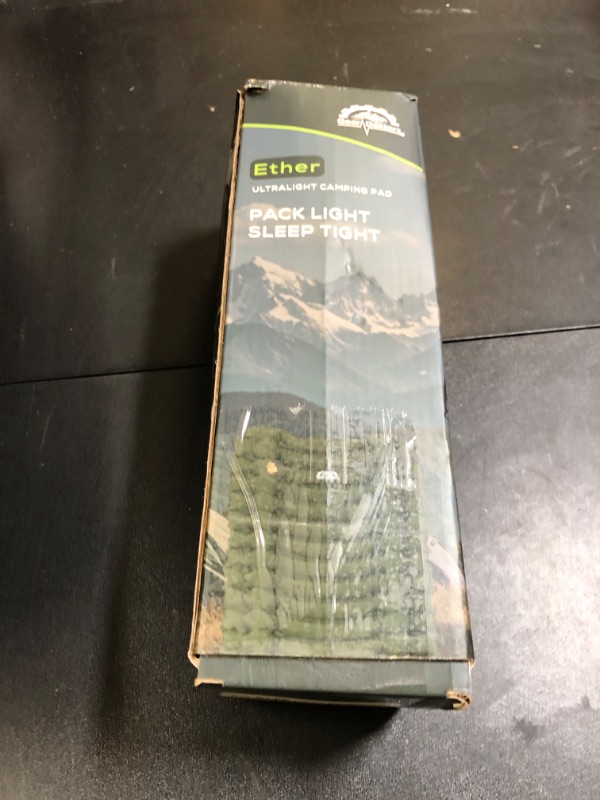 Ether
ULTRALIGHT CAMPING PAD
PACK LIGHT
SLEEP TIGHT